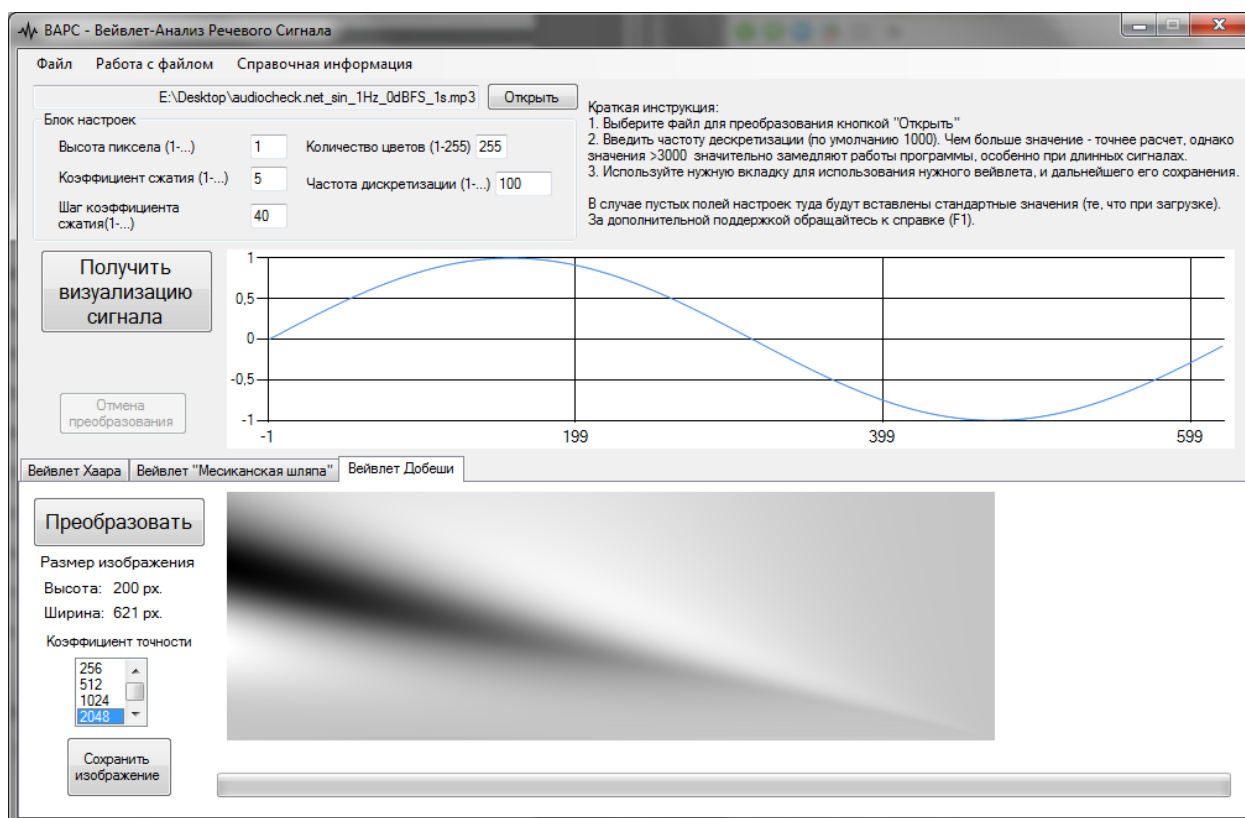 ВАРС - Вейвлет-Анализ Речевого Сигнала
Файл Работа с файлом Справочная информация
E:\Desktop\audiocheck.net_sin_1Hz_0dBFS_1s.mp3 Открыть
Блок настроек
Высота пиксела (1-...) 1 Количество цветов (1-255) 255
Коэффициент сжатия (1-...) 5 Частота дискретизации (1-...) 100
Шаг коэффициента
сжатия(1-...) 40
Краткая инструкция:
1. Выберите файл для преобразования кнопкой "Открыть"
2. Введить частоту дискретизации (по умолчанию 1000). Чем больше значение - точнее расчет, однако
значения >3000 значительно замедляют работы программы, особенно при длинных сигналах.
3. Используйте нужную вкладку для использования нужного вейвлета, и дальнейшего его сохранения.
В случае пустых полей настроек туда будут вставлены стандартные значения (те, что при загрузке).
За дополнительной поддержкой обращайтесь к справке (F1).
Получить
визуализацию
сигнала
Отмена
преобразования
1
0,5
0
-0,5
-1
-1 199 399 599
Вейвлет Хаара Вейвлет "Месиканская шляпа" Вейвлет Добеши
Преобразовать
Размер изображения
Высота: 200 px.
Ширина: 621 px.
Коэффициент точности
256
512
1024
2048
Сохранить
изображение